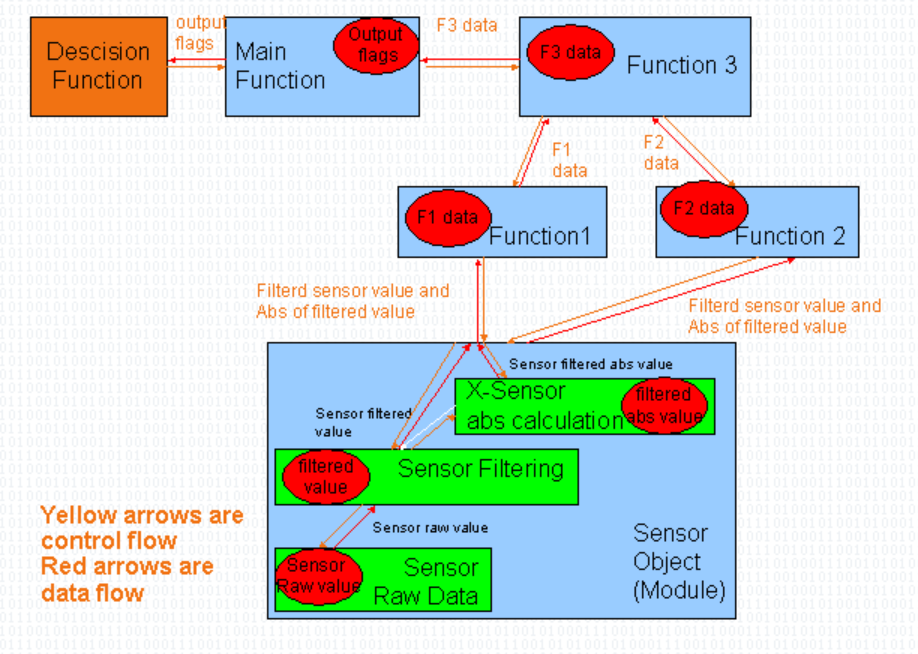 Descision
Function
output
flags
Main
Function
Output
flags
F3 data
F3 data
Function 3
F1
data
F2
data
F1 data
Function1
F2 data
Function 2
Filterd sensor value and
Abs of filtered value
Filterd sensor value and
Abs of filtered value
Sensor filtered abs value
X-Sensor
abs calculation
filtered
abs value
Sensor filtered
value
filtered
value
Sensor Filtering
Sensor raw value
Sensor
Raw value
Sensor
Raw Data
Sensor
Object
(Module)
Yellow arrows are
control flow
Red arrows are
data flow